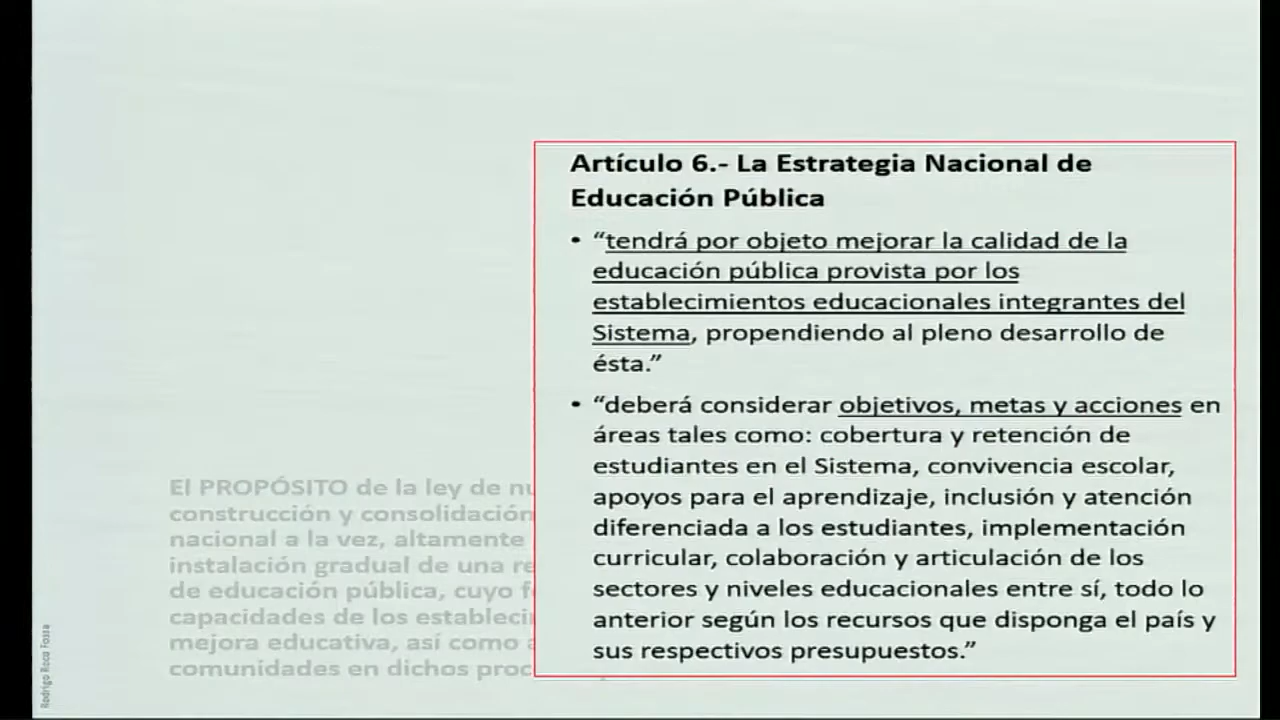 Artículo 6.- La Estrategia Nacional de
Educación Pública
• “tendrá por objeto mejorar la calidad de la
educación pública provista por los
establecimientos educacionales integrantes del
Sistema, propendiendo al pleno desarrollo de
ésta.”
• “deberá considerar objetivos, metas y acciones en
áreas tales como: cobertura y retención de
estudiantes en el Sistema, convivencia escolar,
apoyos para el aprendizaje, inclusión y atención
diferenciada a los estudiantes, implementación
curricular, colaboración y articulación de los
sectores y niveles educacionales entre sí, todo lo
anterior según los recursos que disponga el país y
sus respectivos presupuestos.”
El PROPÓSITO de la ley de
construcción y consolidación
nacional a la vez, altamente
instalación gradual de una
de educación pública, cuyo
capacidades de los
mejora educativa, así como
comunidades en dichos
Rodrigo Roca Fossa